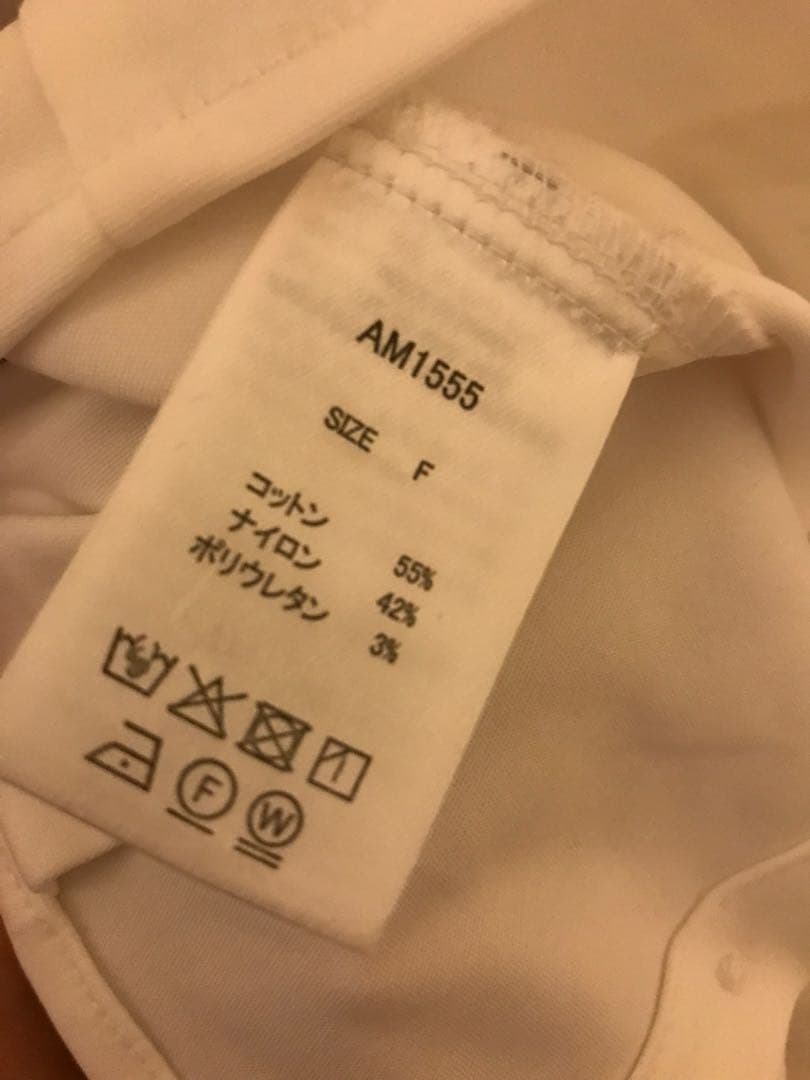 AM1555
SIZE F
コットン 55%
ナイロン 42%
ポリウレタン 3%
F W